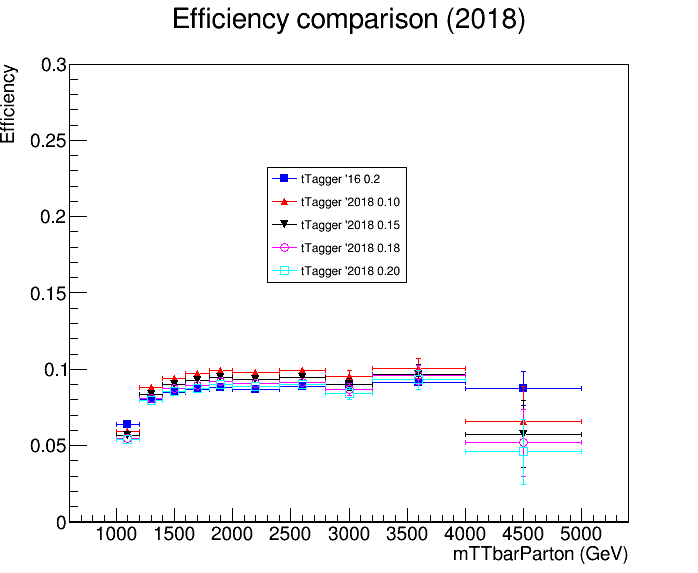 Efficiency comparison (2018)
Efficiency
0.3
0.25
0.2
0.15
0.1
0.05
0
tTagger '16 0.2
tTagger '2018 0.10
tTagger '2018 0.15
tTagger '2018 0.18
tTagger '2018 0.20
1000 1500 2000 2500 3000 3500 4000 4500 5000
mTTbarParton (GeV)